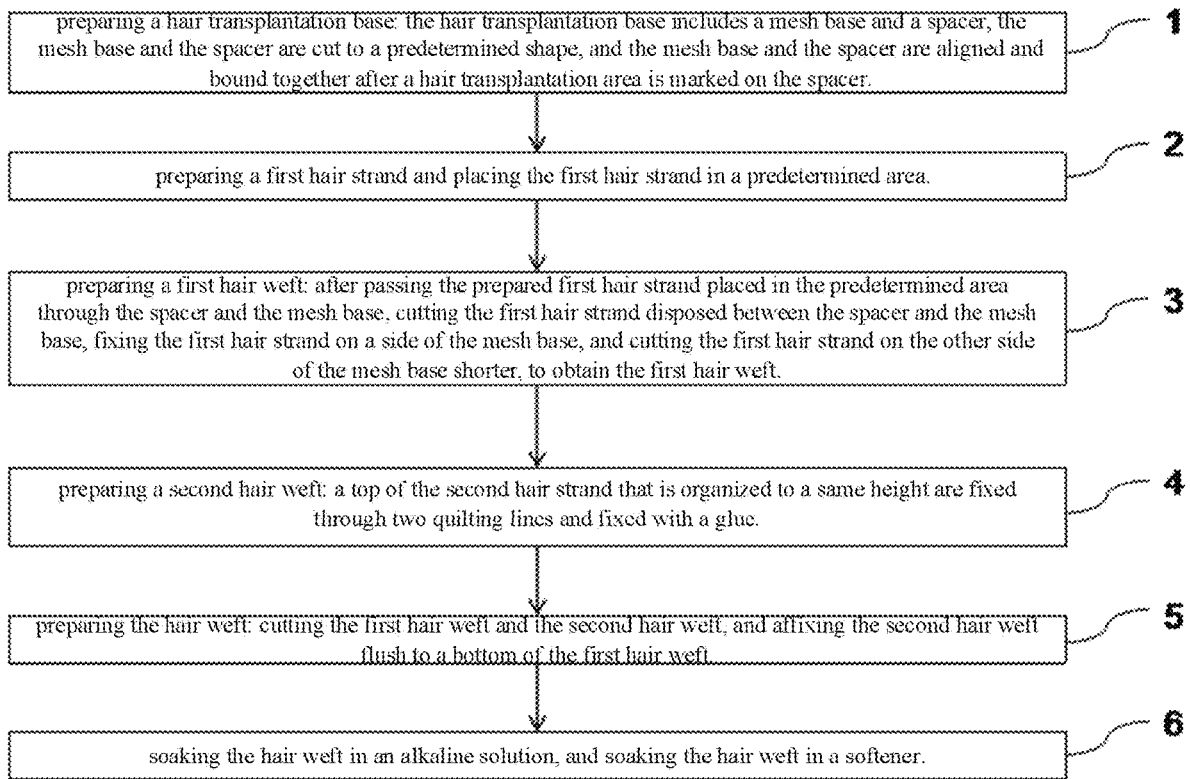 preparing a hair transplantation base: the hair transplantation base includes a mesh base and a spacer, the
mesh base and the spacer are cut to a predetermined shape, and the mesh base and the spacer are aligned and
bound together after a hair transplantation area is marked on the spacer.
1
preparing a first hair strand and placing the first hair strand in a predetermined area.
2
preparing a first hair weft: after passing the prepared first hair strand placed in the predetermined area
through the spacer and the mesh base, cutting the first hair strand disposed between the spacer and the mesh
base, fixing the first hair strand on a side of the mesh base, and cutting the first hair strand on the other side
of the mesh base shorter, to obtain the first hair weft.
3
preparing a second hair weft: a top of the second hair strand that is organized to a same height are fixed
through two quilting lines and fixed with a glue.
4
preparing the hair weft: cutting the first hair weft and the second hair weft, and affixing the second hair weft
flush to a bottom of the first hair weft.
5
soaking the hair weft in an alkaline solution, and soaking the hair weft in a softener.
6